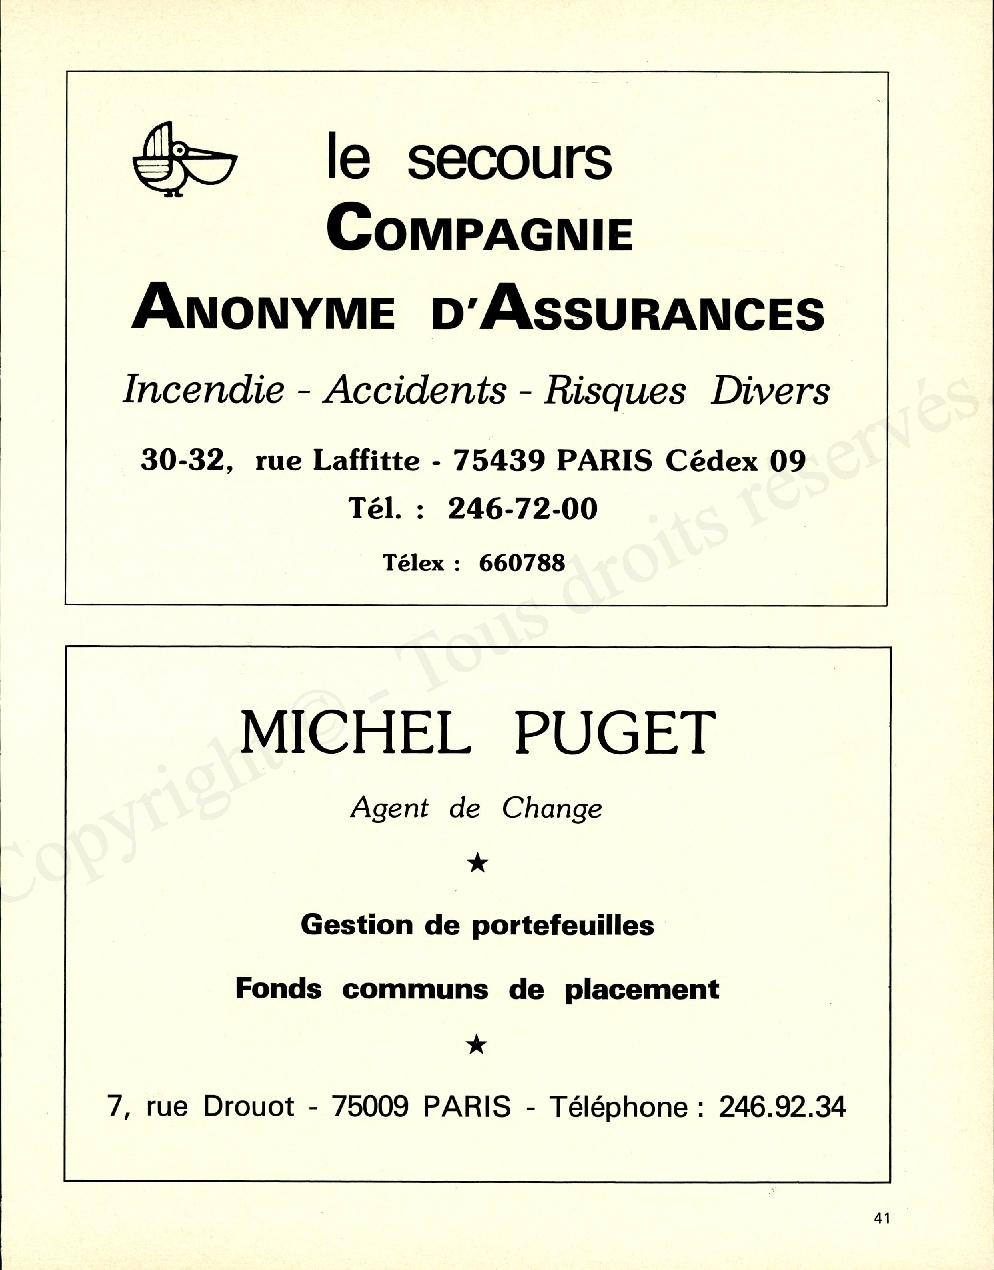 le secours
COMPAGNIE
ANONYME D'ASSURANCES
Incendie - Accidents - Risques Divers
30-32, rue Laffitte - 75439 PARIS Cédex 09
Tél. : 246-72-00
Télex : 660788
MICHEL PUGET
Agent de Change
★
Gestion de portefeuilles
Fonds communs de placement
★
7, rue Drouot - 75009 PARIS - Téléphone : 246.92.34
41
Copyright © - Tous droits reservés.